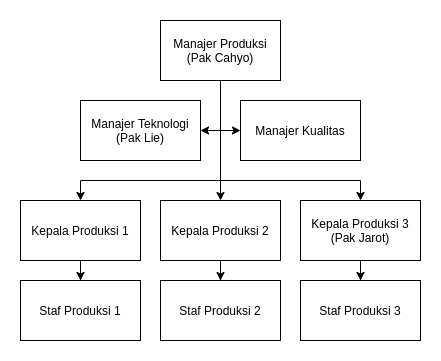 Manajer Produksi
(Pak Cahyo)
Manajer Teknologi
(Pak Lie)
Manajer Kualitas
Kepala Produksi 1
Kepala Produksi 2
Kepala Produksi 3
(Pak Jarot)
Staf Produksi 1
Staf Produksi 2
Staf Produksi 3